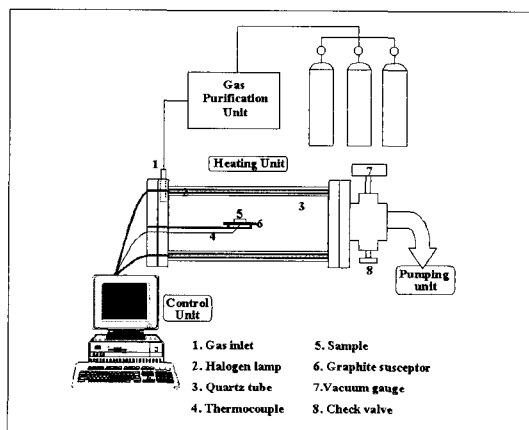 Gas
Purification
Unit
1
Heating Unit
7
2
3
5
6
4
8
Pumping
unit
Control
Unit
1. Gas inlet
2. Halogen lamp
3. Quartz tube
4. Thermocouple
5. Sample
6. Graphite susceptor
7.Vacuum gauge
8. Check valve